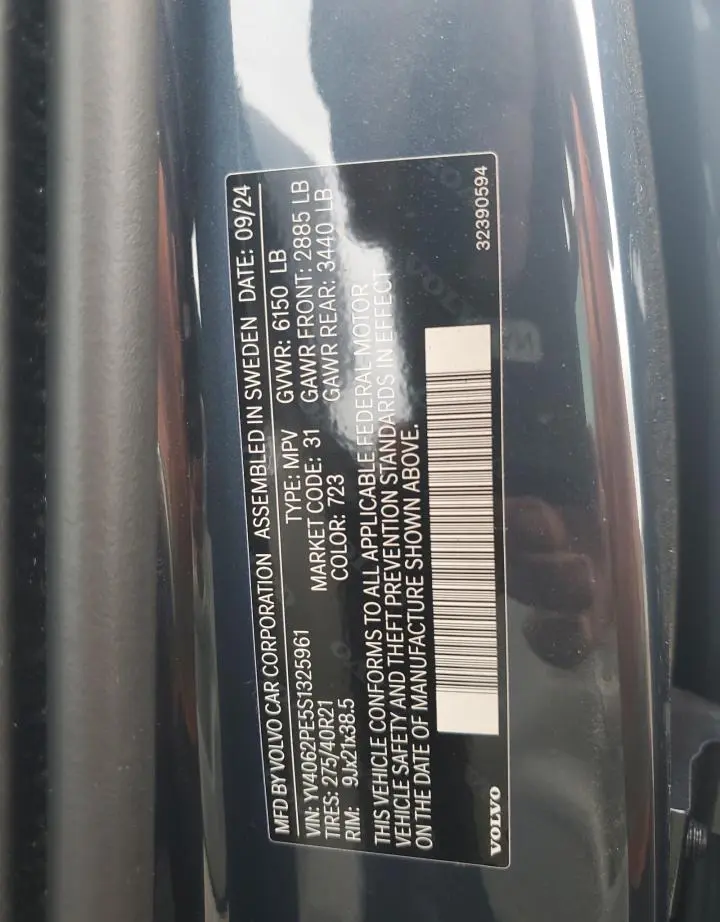 MFD BY VOLVO CAR CORPORATION ASSEMBLED IN SWEDEN DATE: 09/24
VIN: YV4062PE5S1325961 TYPE: MPV GVWR: 6150 LB
TIRES: 275/40R21 MARKET CODE: 31 GAWR FRONT: 2885 LB
RIM: 9Jx21x38.5 COLOR: 723 GAWR REAR: 3440 LB
THIS VEHICLE CONFORMS TO ALL APPLICABLE FEDERAL MOTOR
VEHICLE SAFETY AND THEFT PREVENTION STANDARDS IN EFFECT
ON THE DATE OF MANUFACTURE SHOWN ABOVE.
VOLVO 32390594